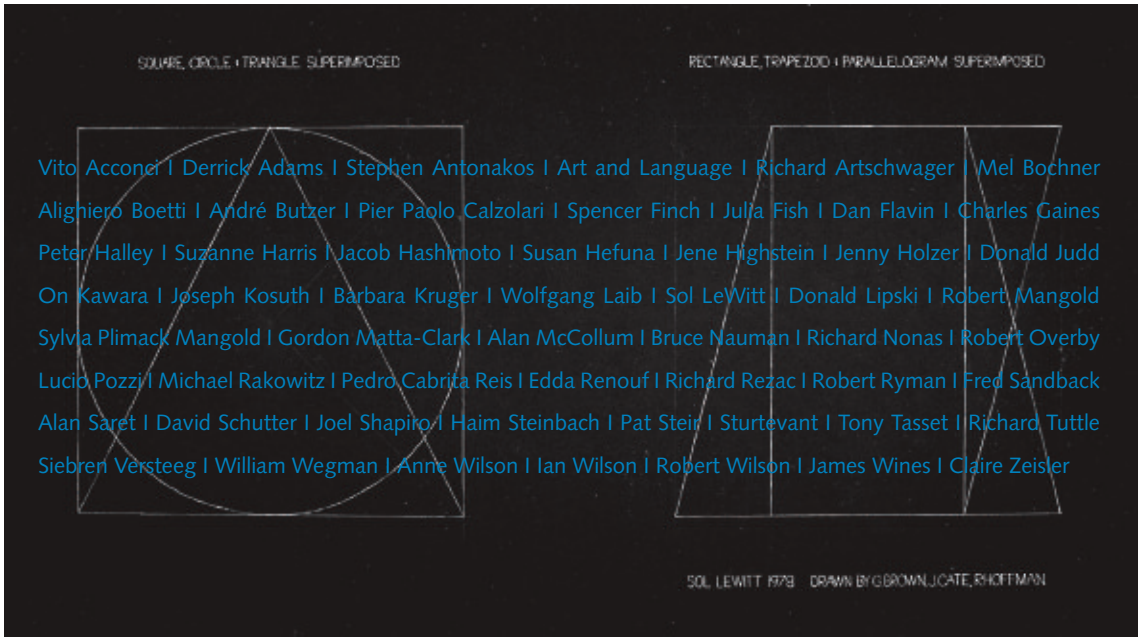 SQUARE, CIRCLE + TRIANGLE SUPERIMPOSED
RECTANGLE, TRAPEZOID + PARALLELOGRAM SUPERIMPOSED
Vito Acconci I Derrick Adams I Stephen Antonakos I Art and Language I Richard Artschwager I Mel Bochner
Alighiero Boetti I André Butzer I Pier Paolo Calzolari I Spencer Finch I Julia Fish I Dan Flavin I Charles Gaines
Peter Halley I Suzanne Harris I Jacob Hashimoto I Susan Hefuna I Jene Highstein I Jenny Holzer I Donald Judd
On Kawara I Joseph Kosuth I Barbara Kruger I Wolfgang Laib I Sol LeWitt I Donald Lipski I Robert Mangold
Sylvia Plimack Mangold I Gordon Matta-Clark I Alan McCollum I Bruce Nauman I Richard Nonas I Robert Overby
Lucio Pozzi I Michael Rakowitz I Pedro Cabrita Reis I Edda Renouf I Richard Rezac I Robert Ryman I Fred Sandback
Alan Saret I David Schutter I Joel Shapiro I Haim Steinbach I Pat Steir I Sturtevant I Tony Tasset I Richard Tuttle
Siebren Versteeg I William Wegman I Anne Wilson I Ian Wilson I Robert Wilson I James Wines I Claire Zeisler
SOL LEWITT 1978 DRAWN BY G.BROWN, J.CATE, R.HOFFMAN